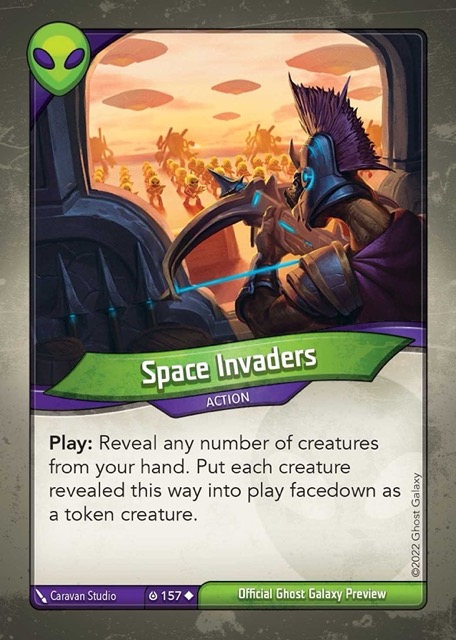 Space Invaders
ACTION
Play: Reveal any number of creatures
from your hand. Put each creature
revealed this way into play facedown as
a token creature.
©2022 Ghost Galaxy
Caravan Studio
157
Official Ghost Galaxy Preview